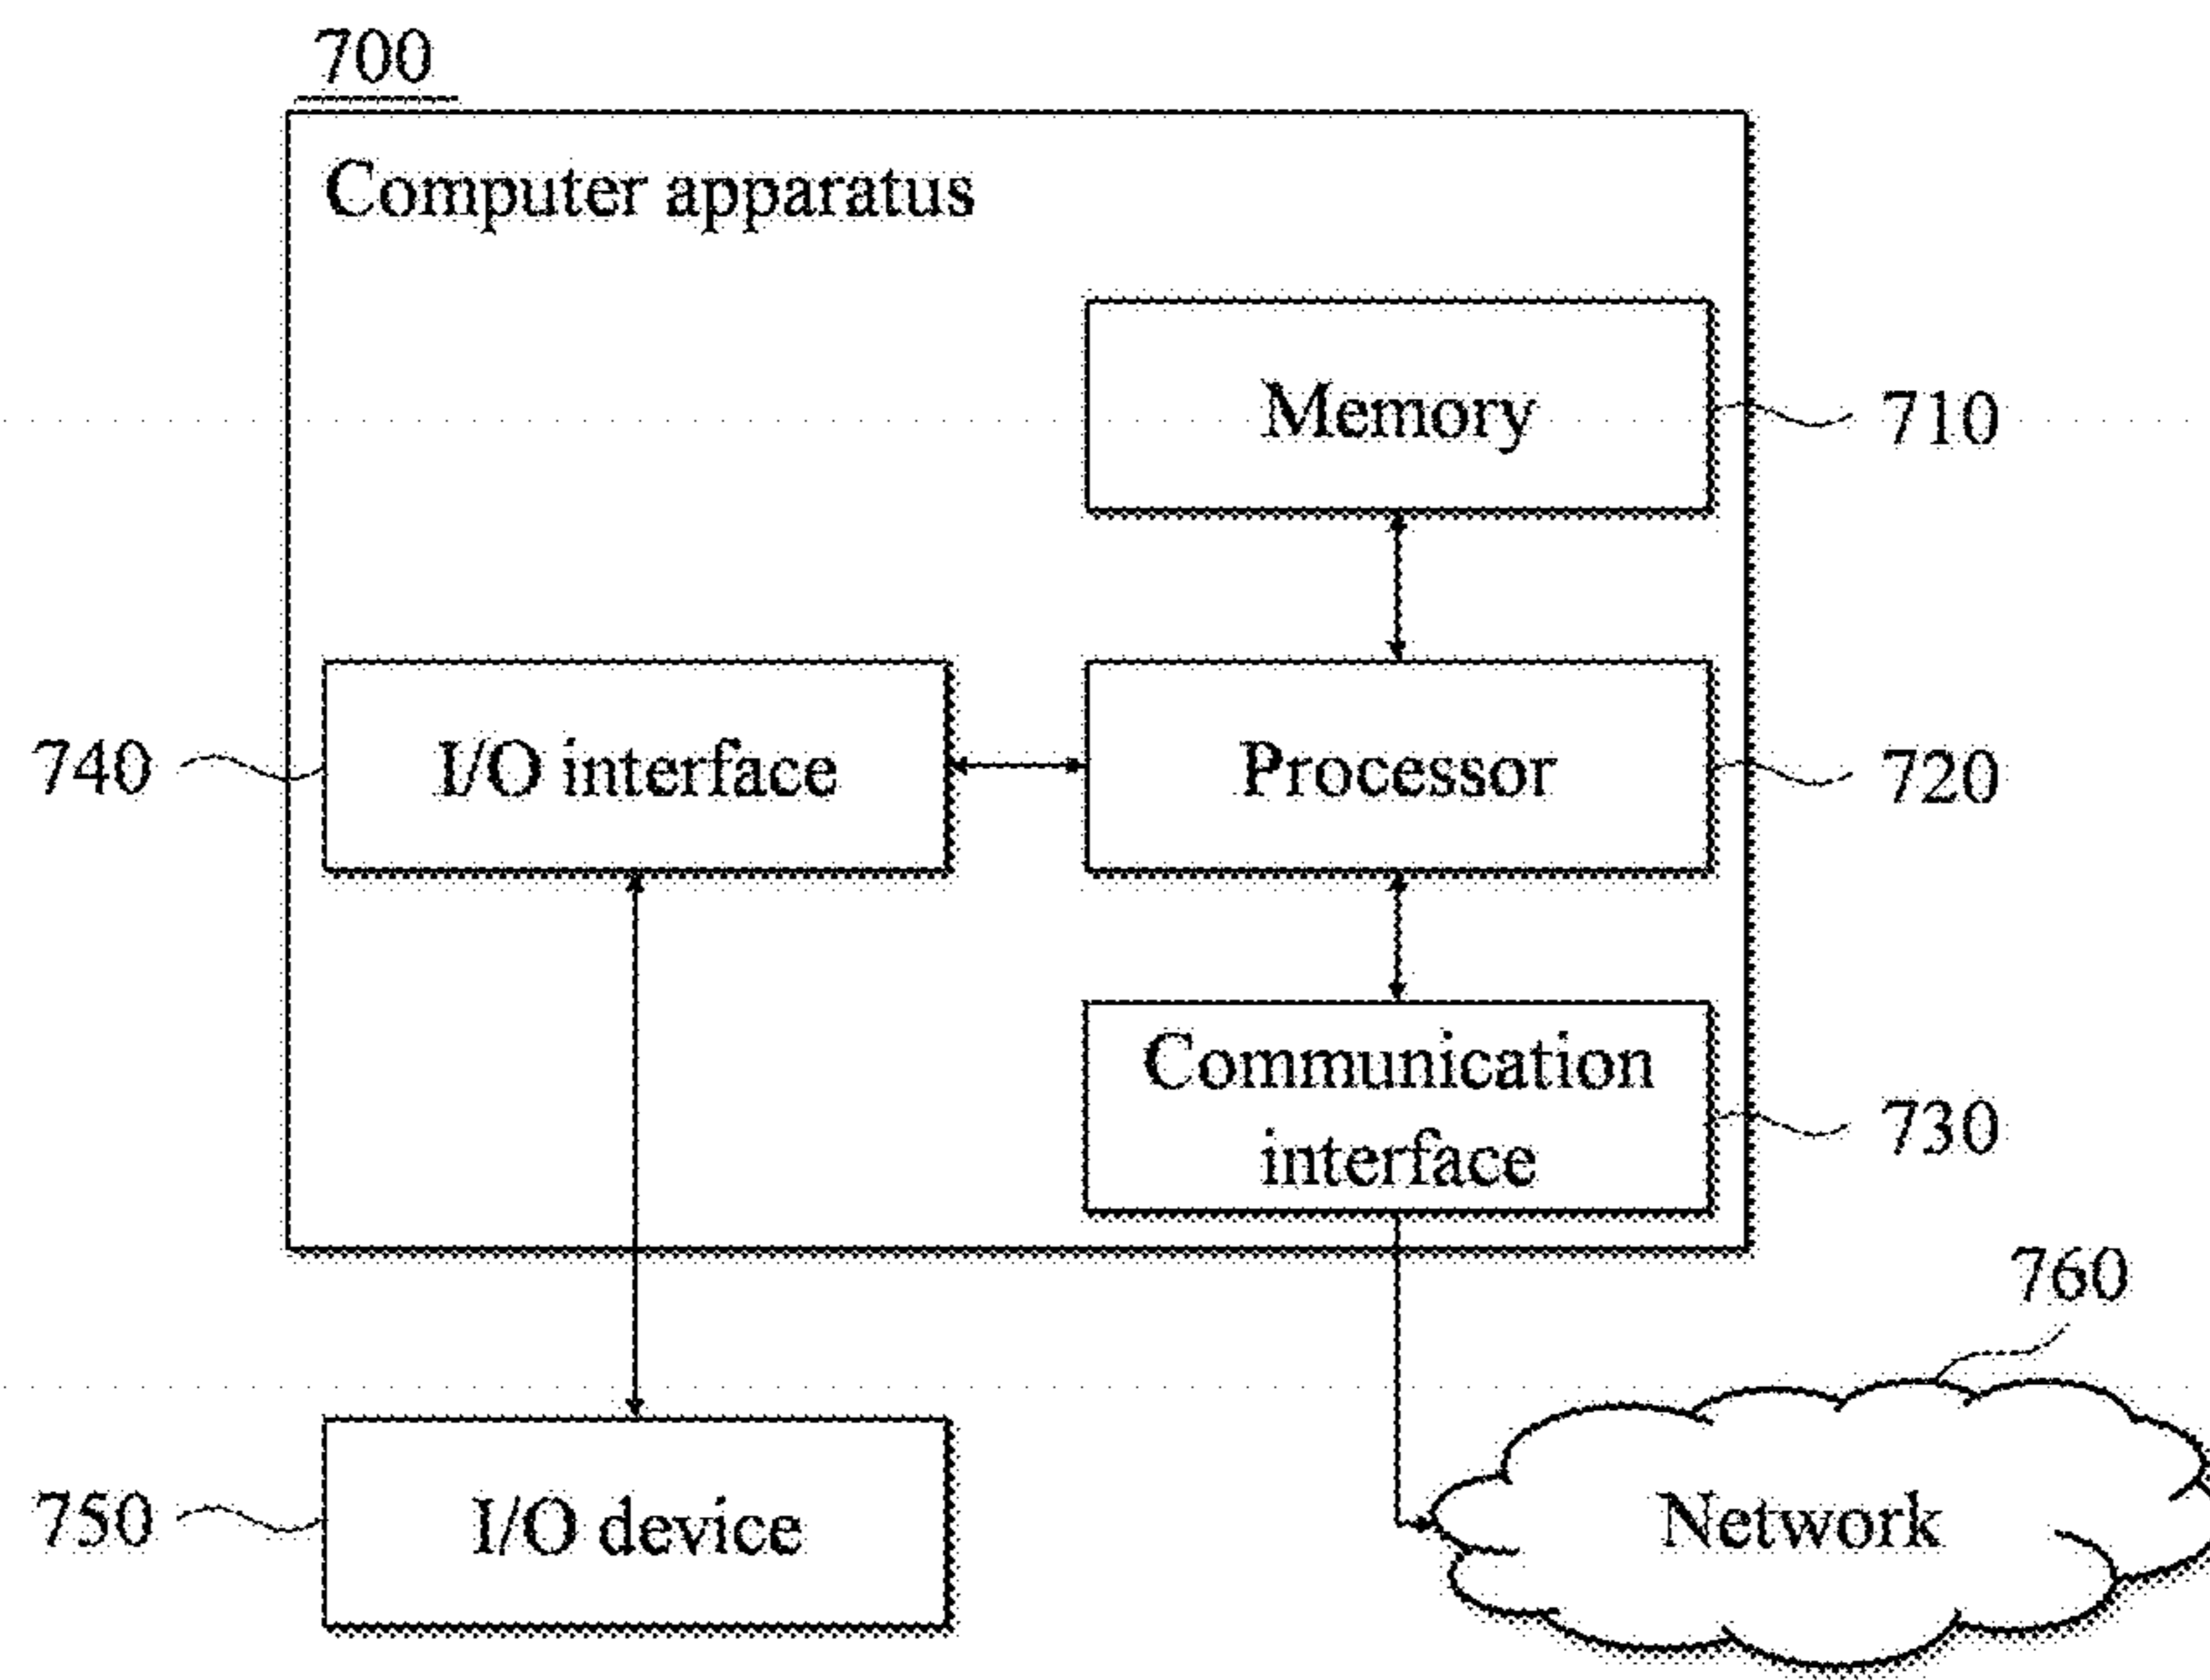 700
Computer apparatus
Memory
710
740
I/O interface
Processor
720
Communication
interface
730
760
750
I/O device
Network